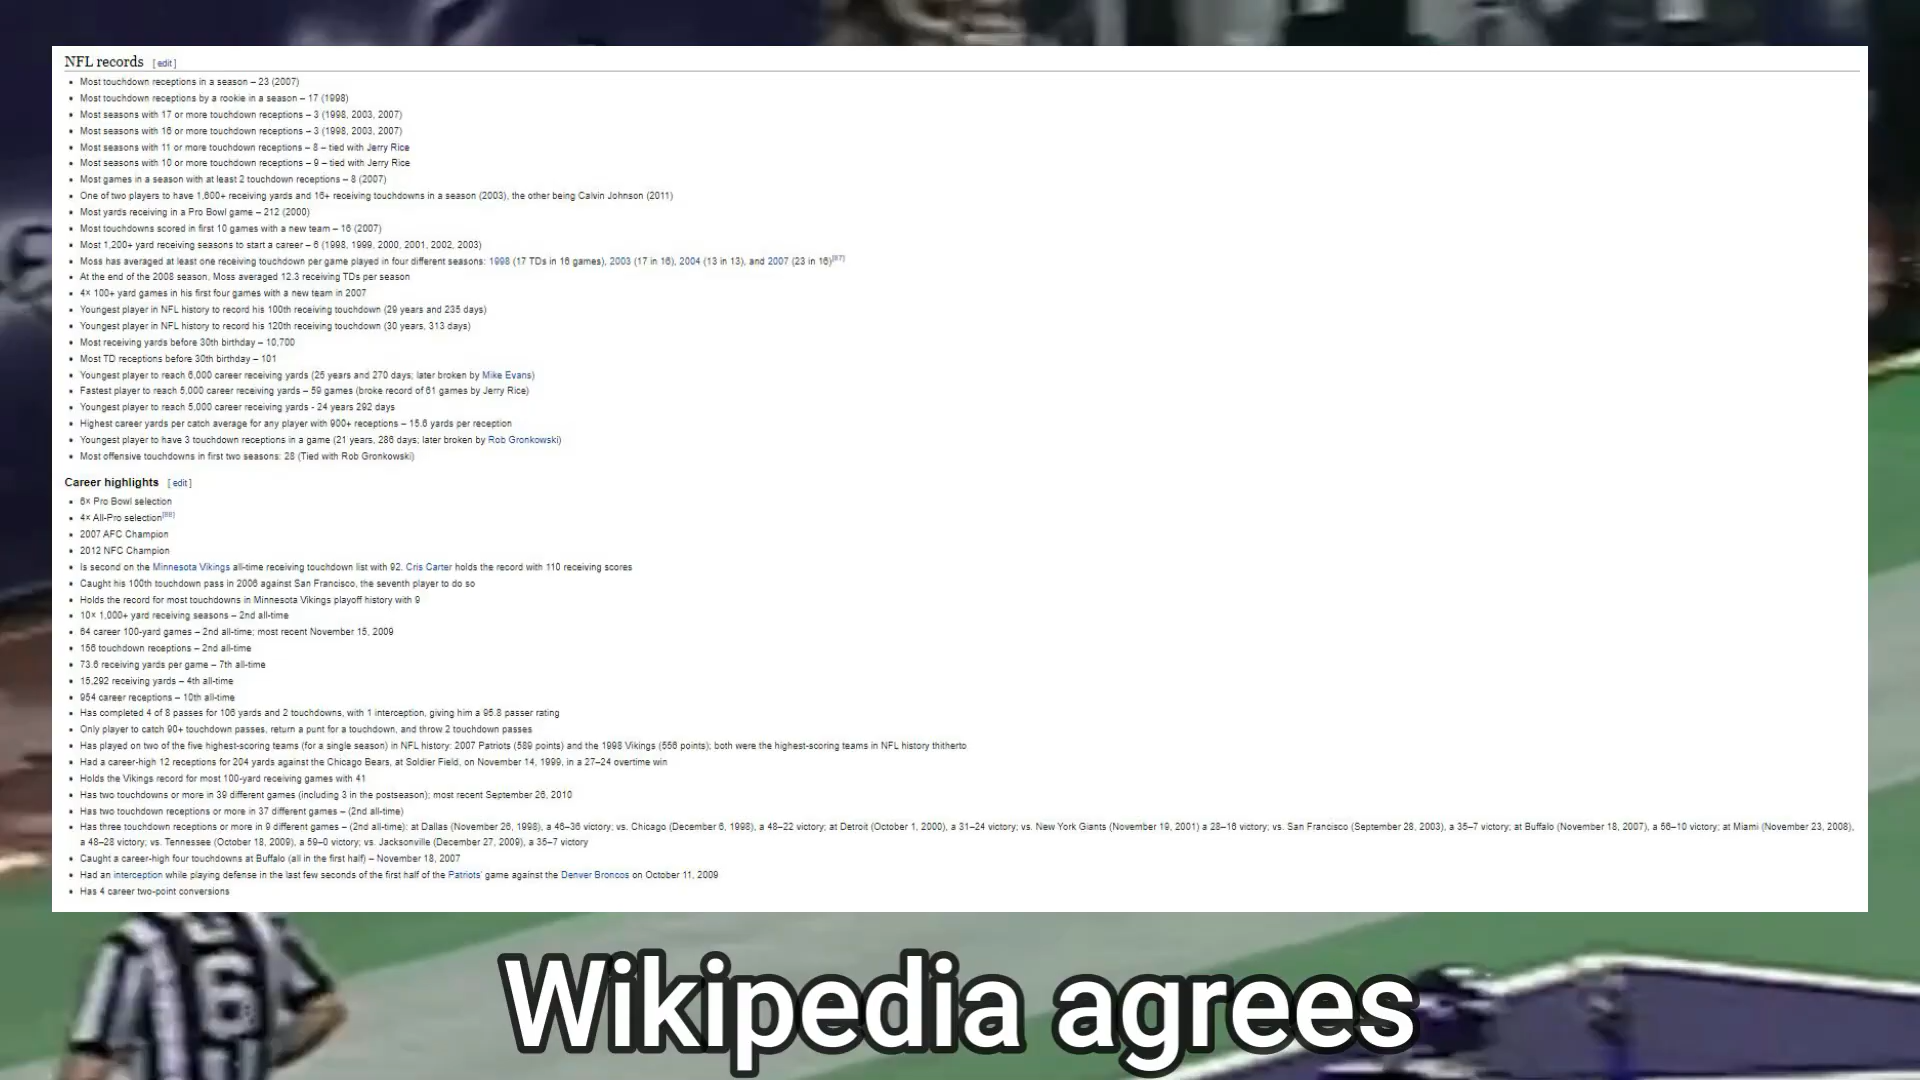 NFL records [ edit ]
Most touchdown receptions in a season – 23 (2007)
Most touchdown receptions by a rookie in a season – 17 (1998)
Most seasons with 17 or more touchdown receptions – 3 (1998, 2003, 2007)
Most seasons with 16 or more touchdown receptions – 3 (1998, 2003, 2007)
Most seasons with 11 or more touchdown receptions – 8 – tied with Jerry Rice
Most seasons with 10 or more touchdown receptions – 9 – tied with Jerry Rice
Most games in a season with at least 2 touchdown receptions – 8 (2007)
One of two players to have 1,600+ receiving yards and 16+ receiving touchdowns in a season (2003), the other being Calvin Johnson (2011)
Most yards receiving in a Pro Bowl game – 212 (2000)
Most touchdowns scored in first 10 games with a new team – 16 (2007)
Most 1,200+ yard receiving seasons to start a career – 6 (1998, 1999, 2000, 2001, 2002, 2003)
Moss has averaged at least one receiving touchdown per game played in four different seasons: 1998 (17 TDs in 16 games), 2003 (17 in 16), 2004 (13 in 13), and 2007 (23 in 16)[87]
At the end of the 2008 season, Moss averaged 12.3 receiving TDs per season
4× 100+ yard games in his first four games with a new team in 2007
Youngest player in NFL history to record his 100th receiving touchdown (29 years and 235 days)
Youngest player in NFL history to record his 120th receiving touchdown (30 years, 313 days)
Most receiving yards before 30th birthday – 10,700
Most TD receptions before 30th birthday – 101
Youngest player to reach 6,000 career receiving yards (25 years and 270 days; later broken by Mike Evans)
Fastest player to reach 5,000 career receiving yards – 59 games (broke record of 61 games by Jerry Rice)
Youngest player to reach 5,000 career receiving yards - 24 years 292 days
Highest career yards per catch average for any player with 900+ receptions – 15.6 yards per reception
Youngest player to have 3 touchdown receptions in a game (21 years, 286 days; later broken by Rob Gronkowski)
Most offensive touchdowns in first two seasons: 28 (Tied with Rob Gronkowski)
Career highlights [ edit ]
6× Pro Bowl selection
4× All-Pro selection[88]
2007 AFC Champion
2012 NFC Champion
Is second on the Minnesota Vikings all-time receiving touchdown list with 92. Cris Carter holds the record with 110 receiving scores
Caught his 100th touchdown pass in 2006 against San Francisco, the seventh player to do so
Holds the record for most touchdowns in Minnesota Vikings playoff history with 9
10× 1,000+ yard receiving seasons – 2nd all-time
64 career 100-yard games – 2nd all-time; most recent November 15, 2009
156 touchdown receptions – 2nd all-time
73.6 receiving yards per game – 7th all-time
15,292 receiving yards – 4th all-time
954 career receptions – 10th all-time
Has completed 4 of 8 passes for 106 yards and 2 touchdowns, with 1 interception, giving him a 95.8 passer rating
Only player to catch 90+ touchdown passes, return a punt for a touchdown, and throw 2 touchdown passes
Has played on two of the five highest-scoring teams (for a single season) in NFL history: 2007 Patriots (589 points) and the 1998 Vikings (556 points); both were the highest-scoring teams in NFL history thitherto
Had a career-high 12 receptions for 204 yards against the Chicago Bears, at Soldier Field, on November 14, 1999, in a 27–24 overtime win
Holds the Vikings record for most 100-yard receiving games with 41
Has two touchdowns or more in 39 different games (including 3 in the postseason); most recent September 26, 2010
Has two touchdown receptions or more in 37 different games – (2nd all-time)
Has three touchdown receptions or more in 9 different games – (2nd all-time): at Dallas (November 26, 1998), a 46–36 victory; vs. Chicago (December 6, 1998), a 48–22 victory; at Detroit (October 1, 2000), a 31–24 victory; vs. New York Giants (November 19, 2001) a 28–16 victory; vs. San Francisco (September 28, 2003), a 35–7 victory; at Buffalo (November 18, 2007), a 56–10 victory; at Miami (November 23, 2008),
a 48–28 victory; vs. Tennessee (October 18, 2009), a 59–0 victory; vs. Jacksonville (December 27, 2009), a 35–7 victory
Caught a career-high four touchdowns at Buffalo (all in the first half) – November 18, 2007
Had an interception while playing defense in the last few seconds of the first half of the Patriots' game against the Denver Broncos on October 11, 2009
Has 4 career two-point conversions
6
Wikipedia agrees